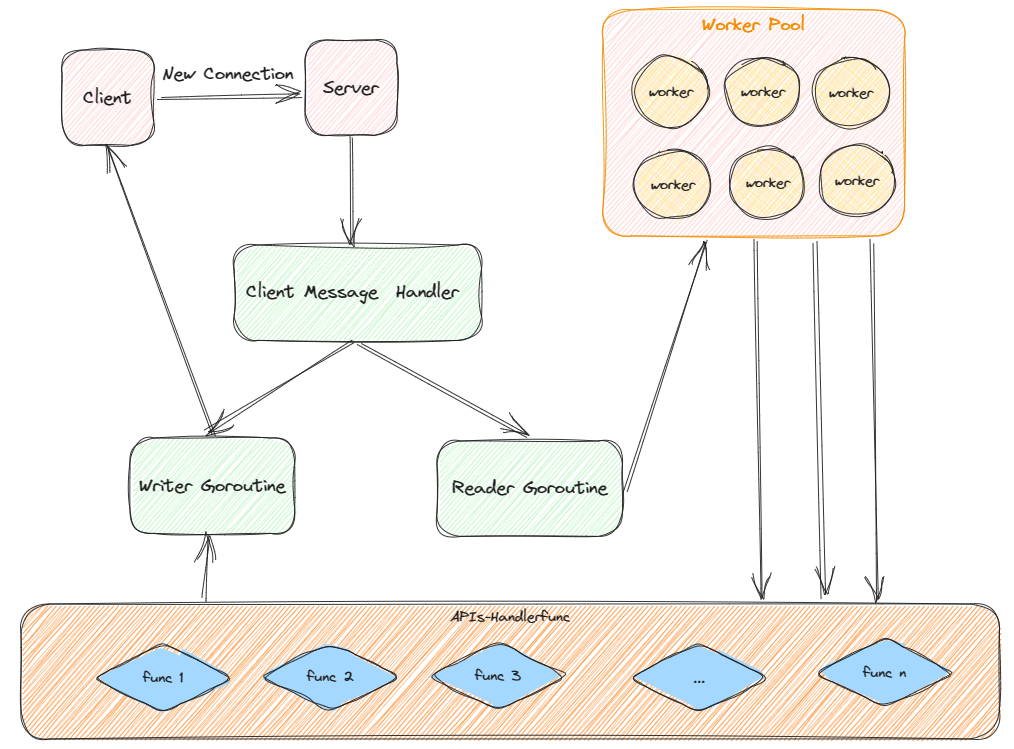 Worker Pool
Client
New Connection
Server
worker
worker
worker
worker
worker
worker
Client Message Handler
Writer Goroutine
Reader Goroutine
APIs-Handlerfunc
func 1
func 2
func 3
...
func n